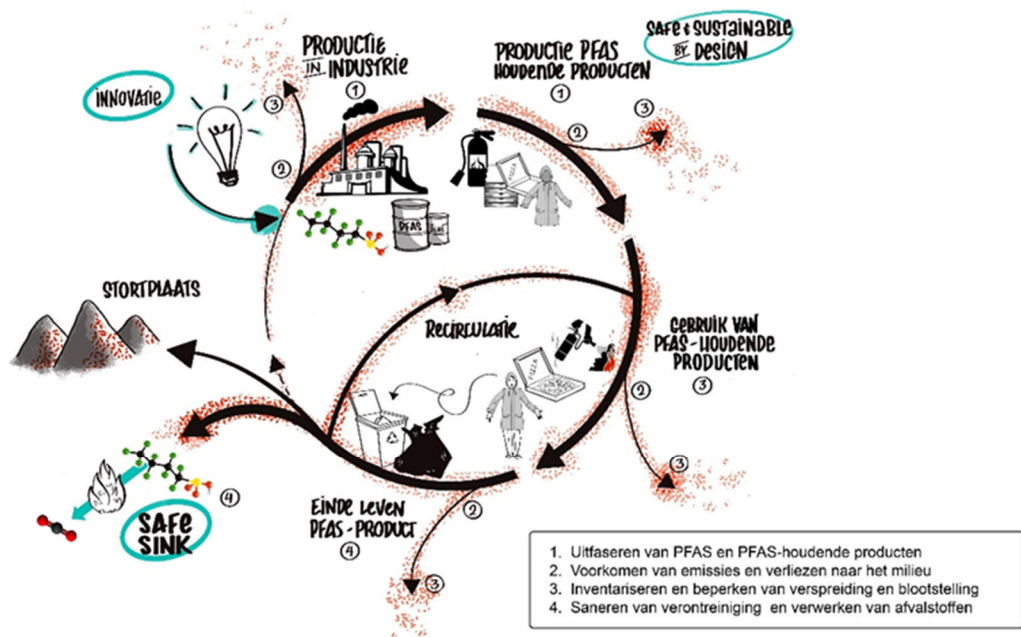 INNOVATIE
PRODUCTIE
IN INDUSTRIE
①
PRODUCTIE PFAS
HOUDENDE PRODUCTEN
①
SAFE & SUSTAINABLE
BY DESIGN
③
②
②
③
PIZZA
PFAS
STORTPLAATS
RECIRCULATIE
PIZZA
GEBRUIK VAN
PFAS-HOUDENDE
PRODUCTEN
③
②
③
④
SAFE
SINK
EINDE LEVEN
PFAS-PRODUCT
④
②
③
1. Uitfaseren van PFAS en PFAS-houdende producten
2. Voorkomen van emissies en verliezen naar het milieu
3. Inventariseren en beperken van verspreiding en blootstelling
4. Saneren van verontreiniging en verwerken van afvalstoffen